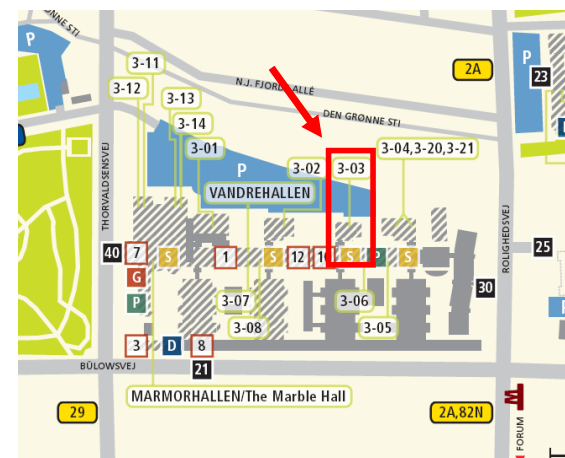 NNE STI
P
3-11
3-12
3-13
3-14
3-01
N.J. FJORDS ALLÉ
DEN GRØNNE STI
2A
P
23
D
P
3-02
3-03
3-04,3-20,3-21
VANDREHALLEN
THORVALDSENSVEJ
ROLIGHEDSVEJ
40
7
S
1
S
12
S
P
S
25
G
P
30
3-07
3-06
3-08
3-05
3
D
8
BÜLOWSVEJ
21
MARMORHALLEN/The Marble Hall
29
2A,82N
M
FORUM